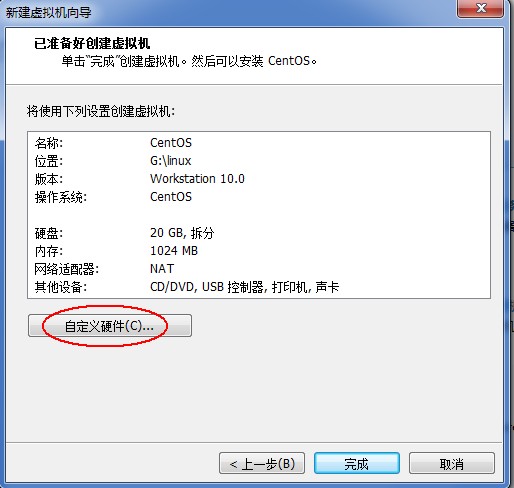 新建虚拟机向导
已准备好创建虚拟机
单击“完成”创建虚拟机。然后可以安装 CentOS。
将使用下列设置创建虚拟机:
名称: CentOS
位置: G:\linux
版本: Workstation 10.0
操作系统: CentOS
硬盘: 20 GB, 拆分
内存: 1024 MB
网络适配器: NAT
其他设备: CD/DVD, USB 控制器, 打印机, 声卡
自定义硬件(C)...
< 上一步(B) 完成 取消